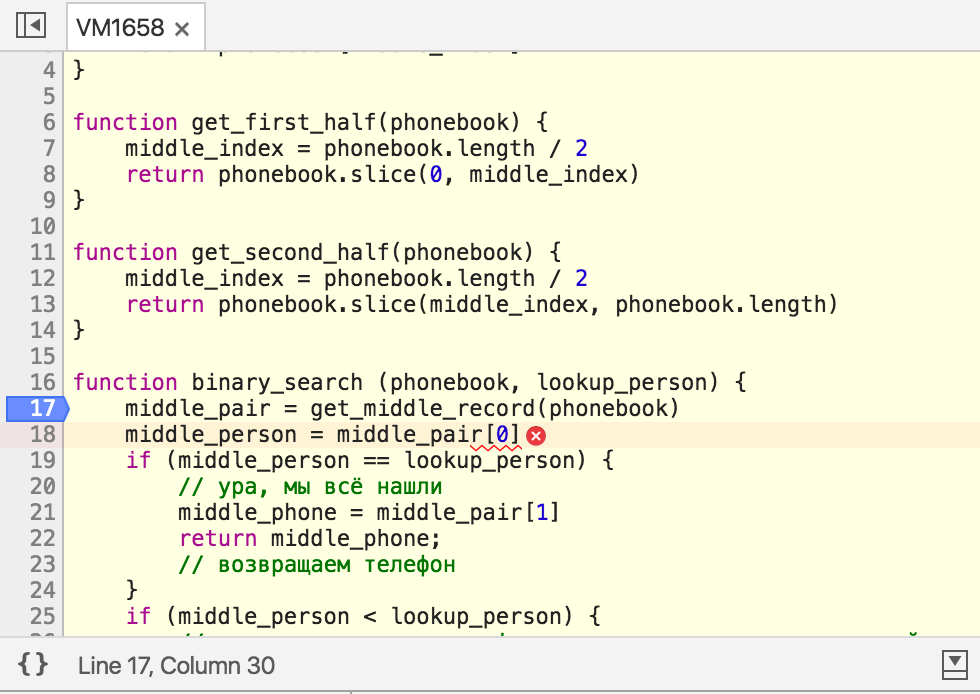 VM1658
4 }
5
6 function get_first_half(phonebook) {
7 middle_index = phonebook.length / 2
8 return phonebook.slice(0, middle_index)
9 }
10
11 function get_second_half(phonebook) {
12 middle_index = phonebook.length / 2
13 return phonebook.slice(middle_index, phonebook.length)
14 }
15
16 function binary_search (phonebook, lookup_person) {
17 middle_pair = get_middle_record(phonebook)
18 middle_person = middle_pair[0]
19 if (middle_person == lookup_person) {
20 // ура, мы всё нашли
21 middle_phone = middle_pair[1]
22 return middle_phone;
23 // возвращаем телефон
24 }
25 if (middle_person < lookup_person) {
{} Line 17, Column 30